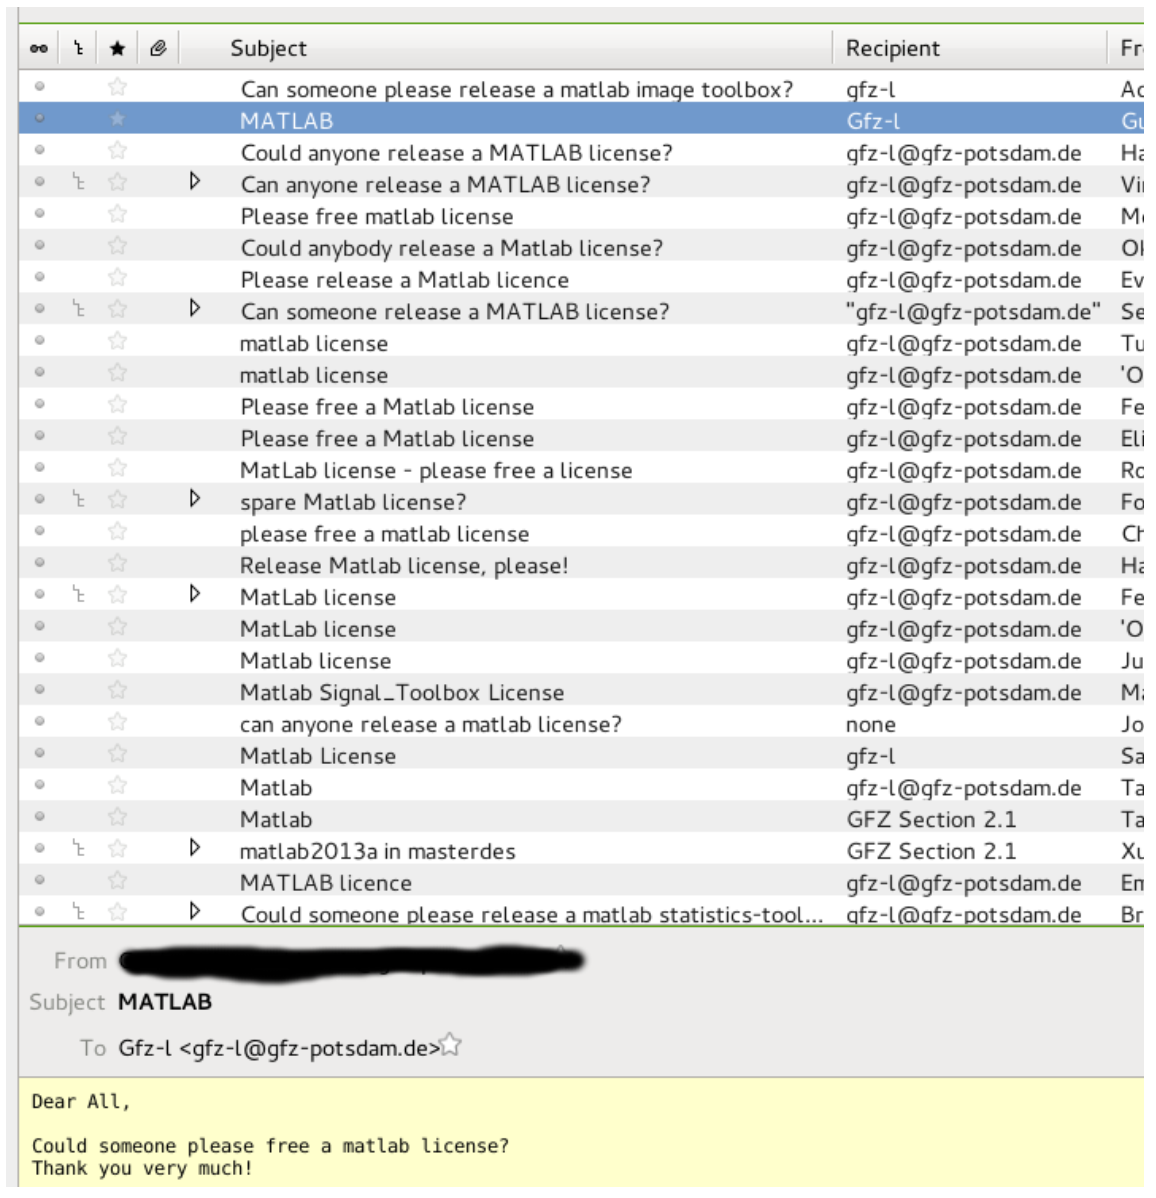 Subject Recipient Fr
Can someone please release a matlab image toolbox? gfz-l Ac
MATLAB Gfz-l Gu
Could anyone release a MATLAB license? gfz-l@gfz-potsdam.de Ha
Can anyone release a MATLAB license? gfz-l@gfz-potsdam.de Vi
Please free matlab license gfz-l@gfz-potsdam.de Me
Could anybody release a Matlab license? gfz-l@gfz-potsdam.de Ol
Please release a Matlab licence gfz-l@gfz-potsdam.de Ev
Can someone release a MATLAB license? "gfz-l@gfz-potsdam.de" Se
matlab license gfz-l@gfz-potsdam.de Tu
matlab license gfz-l@gfz-potsdam.de 'O
Please free a Matlab license gfz-l@gfz-potsdam.de Fe
Please free a Matlab license gfz-l@gfz-potsdam.de Eli
MatLab license - please free a license gfz-l@gfz-potsdam.de Ro
spare Matlab license? gfz-l@gfz-potsdam.de Fo
please free a matlab license gfz-l@gfz-potsdam.de Ch
Release Matlab license, please! gfz-l@gfz-potsdam.de Ha
MatLab license gfz-l@gfz-potsdam.de Fe
MatLab license gfz-l@gfz-potsdam.de 'O
Matlab license gfz-l@gfz-potsdam.de Ju
Matlab Signal_Toolbox License gfz-l@gfz-potsdam.de Ma
can anyone release a matlab license? none Jo
Matlab License gfz-l Sa
Matlab gfz-l@gfz-potsdam.de Ta
Matlab GFZ Section 2.1 Ta
matlab2013a in masterdes GFZ Section 2.1 Xu
MATLAB licence gfz-l@gfz-potsdam.de Em
Could someone please release a matlab statistics-tool... gfz-l@gfz-potsdam.de Br
From
Subject MATLAB
To Gfz-l <gfz-l@gfz-potsdam.de>
Dear All,
Could someone please free a matlab license?
Thank you very much!